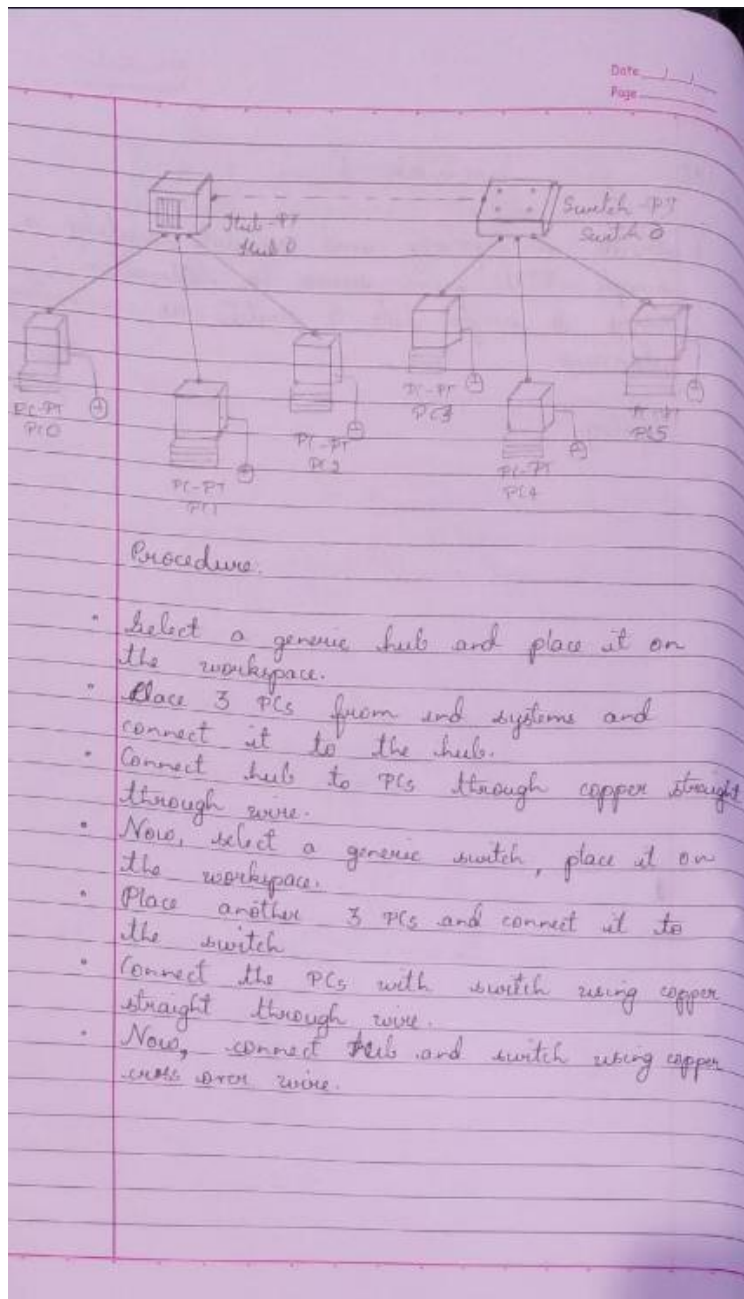 Date
Page
Hub-PT
Hub 0
Switch-PT
Switch 0
PC-PT
PC0
PC-PT
PC1
PC-PT
PC2
PC-PT
PC3
PC-PT
PC4
PC-PT
PC5
Procedure.
• Select a generic hub and place it on
the workspace.
• Place 3 PCs from end systems and
connect it to the hub.
• Connect hub to PCs through copper straight
through wire.
• Now, select a generic switch, place it on
the workspace.
• Place another 3 PCs and connect it to
the switch
• Connect the PCs with switch using copper
straight through wire.
• Now, connect hub and switch using copper
cross over wire.